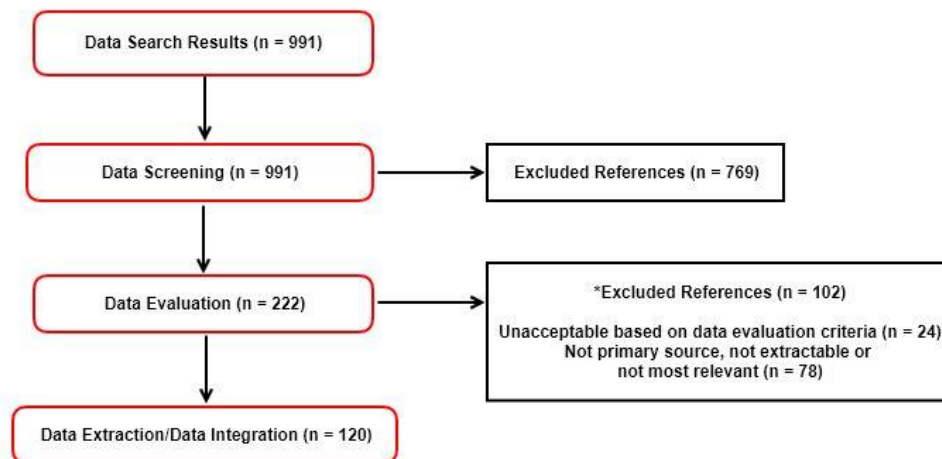 Data Search Results (n = 991)
Data Screening (n = 991)
Excluded References (n = 769)
Data Evaluation (n = 222)
*Excluded References (n = 102)
Unacceptable based on data evaluation criteria (n = 24)
Not primary source, not extractable or
not most relevant (n = 78)
Data Extraction/Data Integration (n = 120)